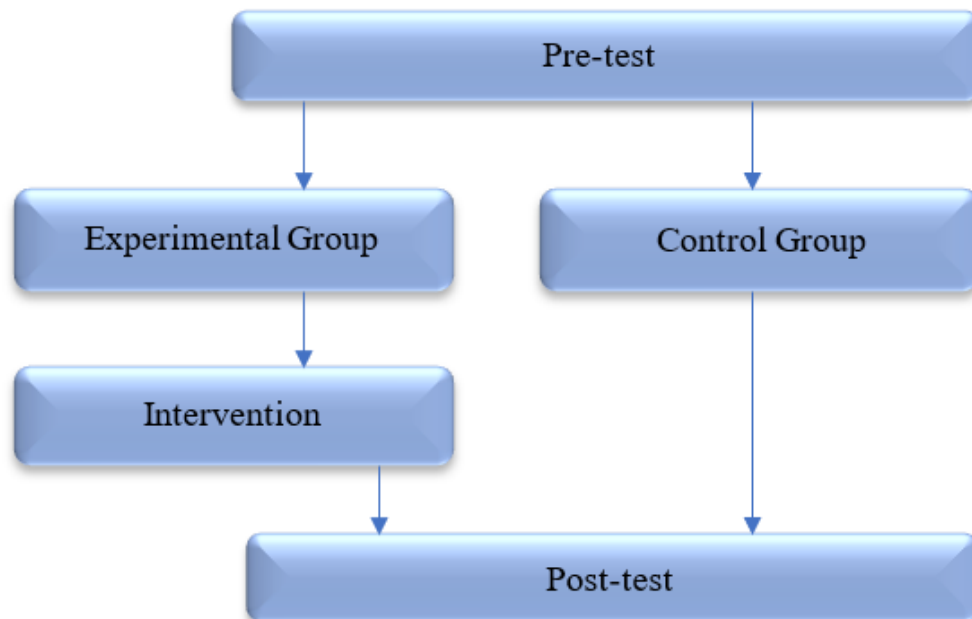 Pre-test
Experimental Group
Control Group
Intervention
Post-test